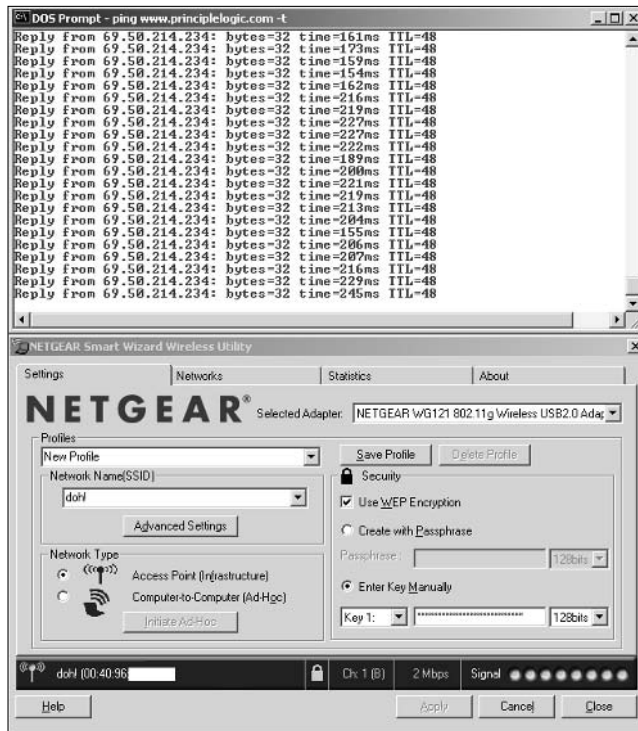 DOS Prompt - ping www.principlelogic.com -t
Reply from 69.50.214.234: bytes=32 time=161ms TTL=48
Reply from 69.50.214.234: bytes=32 time=173ms TTL=48
Reply from 69.50.214.234: bytes=32 time=159ms TTL=48
Reply from 69.50.214.234: bytes=32 time=154ms TTL=48
Reply from 69.50.214.234: bytes=32 time=162ms TTL=48
Reply from 69.50.214.234: bytes=32 time=216ms TTL=48
Reply from 69.50.214.234: bytes=32 time=219ms TTL=48
Reply from 69.50.214.234: bytes=32 time=227ms TTL=48
Reply from 69.50.214.234: bytes=32 time=227ms TTL=48
Reply from 69.50.214.234: bytes=32 time=222ms TTL=48
Reply from 69.50.214.234: bytes=32 time=189ms TTL=48
Reply from 69.50.214.234: bytes=32 time=200ms TTL=48
Reply from 69.50.214.234: bytes=32 time=221ms TTL=48
Reply from 69.50.214.234: bytes=32 time=219ms TTL=48
Reply from 69.50.214.234: bytes=32 time=213ms TTL=48
Reply from 69.50.214.234: bytes=32 time=204ms TTL=48
Reply from 69.50.214.234: bytes=32 time=155ms TTL=48
Reply from 69.50.214.234: bytes=32 time=206ms TTL=48
Reply from 69.50.214.234: bytes=32 time=207ms TTL=48
Reply from 69.50.214.234: bytes=32 time=216ms TTL=48
Reply from 69.50.214.234: bytes=32 time=229ms TTL=48
Reply from 69.50.214.234: bytes=32 time=245ms TTL=48
NETGEAR Smart Wizard Wireless Utility
Settings Networks Statistics About
NETGEAR® Selected Adapter: NETGEAR WG121 802.11g Wireless USB2.0 Adap
Profiles
New Profile Save Profile Delete Profile
Network Name(SSID) Security
doh! Use WEP Encryption
Advanced Settings Create with Passphrase
Passphrase : 128bits
Network Type
Access Point (Infrastructure) Enter Key Manually
Computer-to-Computer (Ad-Hoc)
Initiate Ad-Hoc Key 1: **************************** 128bits
doh! (00:40:96: Ch: 1 (B) 2 Mbps Signal
Help Apply Cancel Close